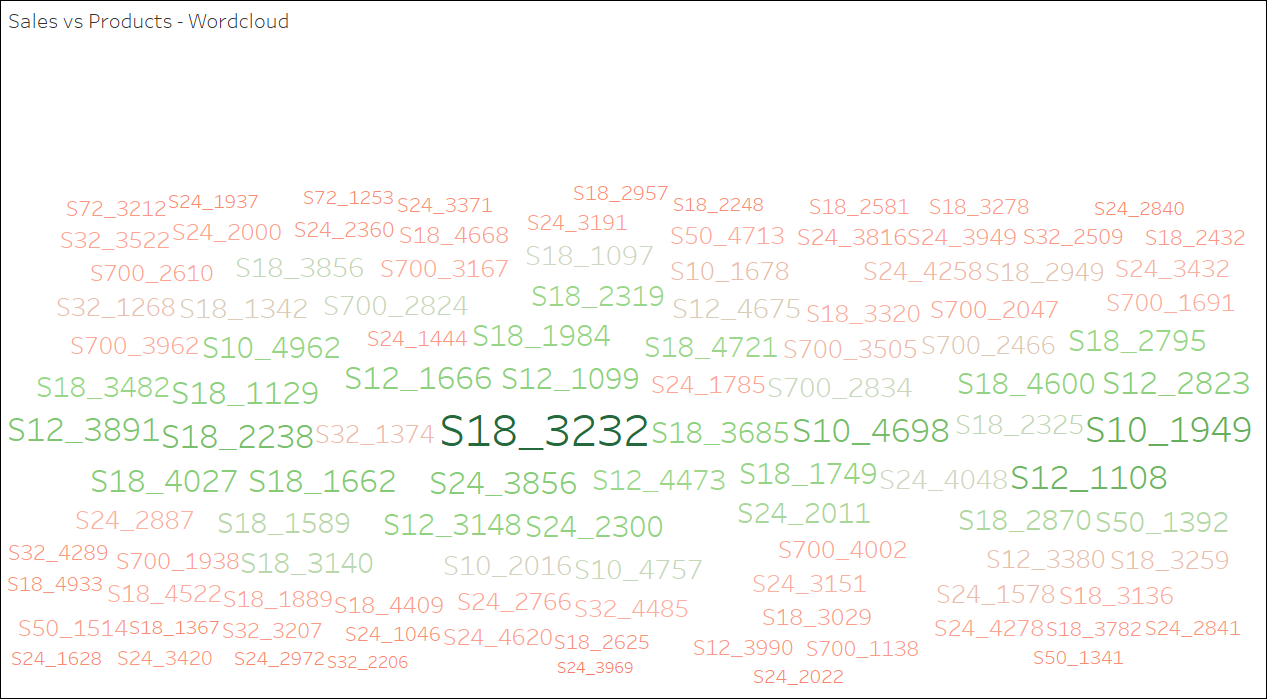 Sales vs Products - Wordcloud
S18_2957
S72_3212 S24_1937 S72_1253 S24_3371 S18_2248 S18_2581 S18_3278 S24_2840
S32_3522 S24_2000 S24_2360 S18_4668 S24_3191 S50_4713 S24_3816 S24_3949 S32_2509 S18_2432
S700_2610 S18_3856 S700_3167 S18_1097 S10_1678 S24_4258 S18_2949 S24_3432
S32_1268 S18_1342 S700_2824 S18_2319 S12_4675 S18_3320 S700_2047 S700_1691
S700_3962 S10_4962 S24_1444 S18_1984 S18_4721 S700_3505 S700_2466 S18_2795
S18_3482 S18_1129 S12_1666 S12_1099 S24_1785 S700_2834 S18_4600 S12_2823
S12_3891 S18_2238 S32_1374 S18_3232 S18_3685 S10_4698 S18_2325 S10_1949
S18_4027 S18_1662 S24_3856 S12_4473 S18_1749 S24_4048 S12_1108
S24_2887 S18_1589 S12_3148 S24_2300 S24_2011 S18_2870 S50_1392
S32_4289 S700_1938 S18_3140 S10_2016 S10_4757 S700_4002 S12_3380 S18_3259
S18_4933 S18_4522 S18_1889 S18_4409 S24_2766 S32_4485 S24_3151 S24_1578 S18_3136
S50_1514 S18_1367 S32_3207 S24_1046 S24_4620 S18_2625 S18_3029 S24_4278 S18_3782 S24_2841
S24_1628 S24_3420 S24_2972 S32_2206 S24_3969 S12_3990 S700_1138 S50_1341
S24_2022